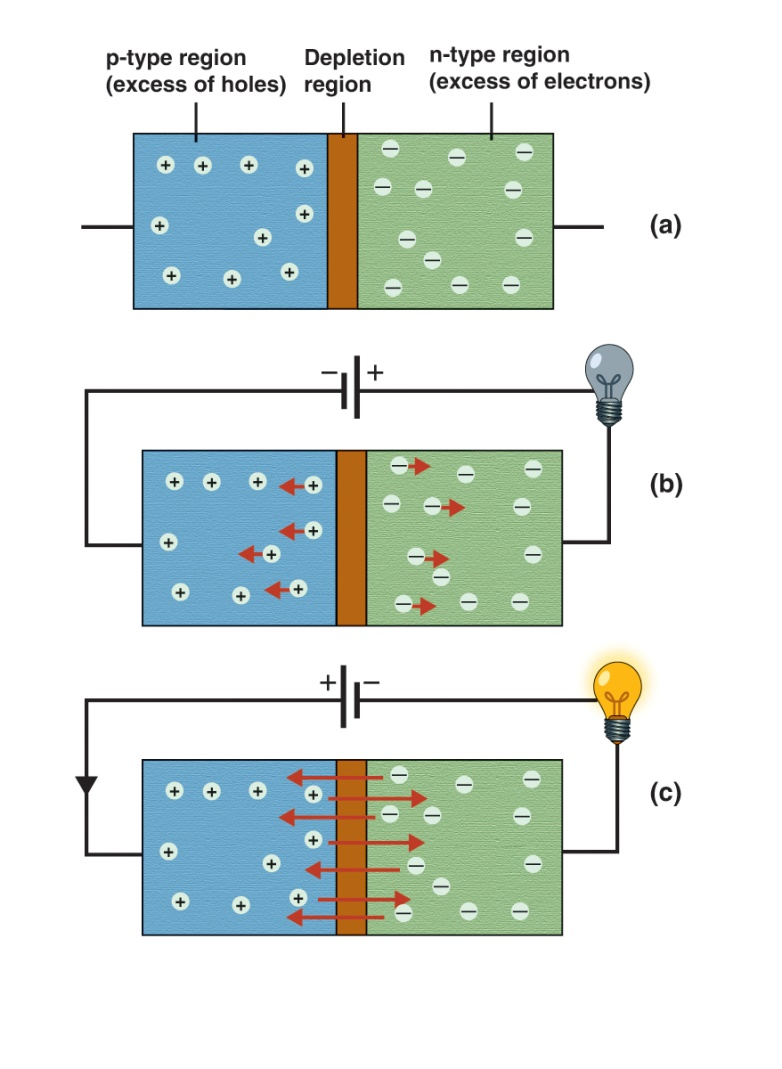 p-type region
(excess of holes)
Depletion
region
n-type region
(excess of electrons)
(a)
− +
(b)
+ −
(c)